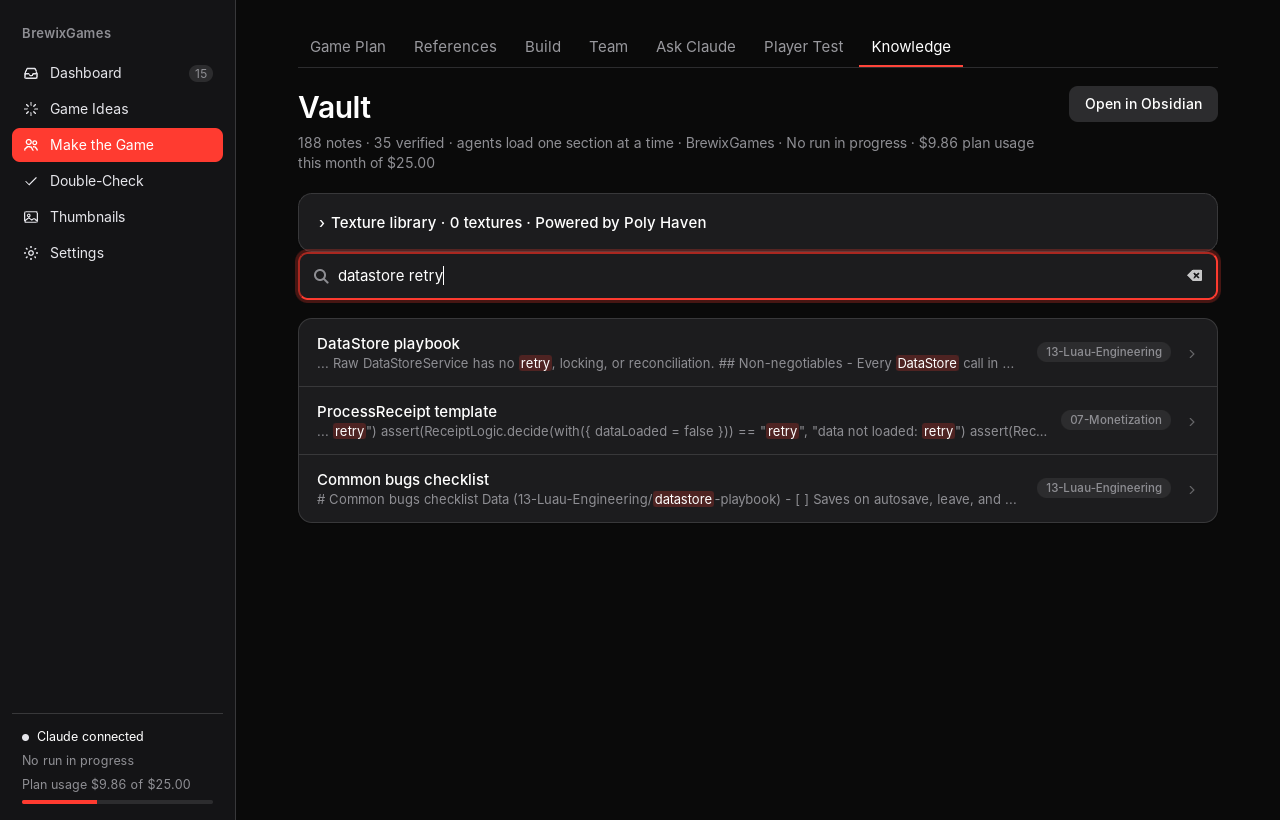 BrewixGames
Dashboard 15
Game Ideas
Make the Game
Double-Check
Thumbnails
Settings
Claude connected
No run in progress
Plan usage $9.86 of $25.00
Game Plan References Build Team Ask Claude Player Test Knowledge
Vault
Open in Obsidian
188 notes · 35 verified · agents load one section at a time · BrewixGames · No run in progress · $9.86 plan usage
this month of $25.00
› Texture library · 0 textures · Powered by Poly Haven
datastore retry
DataStore playbook
... Raw DataStoreService has no retry, locking, or reconciliation. ## Non-negotiables - Every DataStore call in ...
13-Luau-Engineering
ProcessReceipt template
... retry") assert(ReceiptLogic.decide(with({ dataLoaded = false })) == "retry", "data not loaded: retry") assert(Rec...
07-Monetization
Common bugs checklist
# Common bugs checklist Data (13-Luau-Engineering/datastore-playbook) - [ ] Saves on autosave, leave, and ...
13-Luau-Engineering